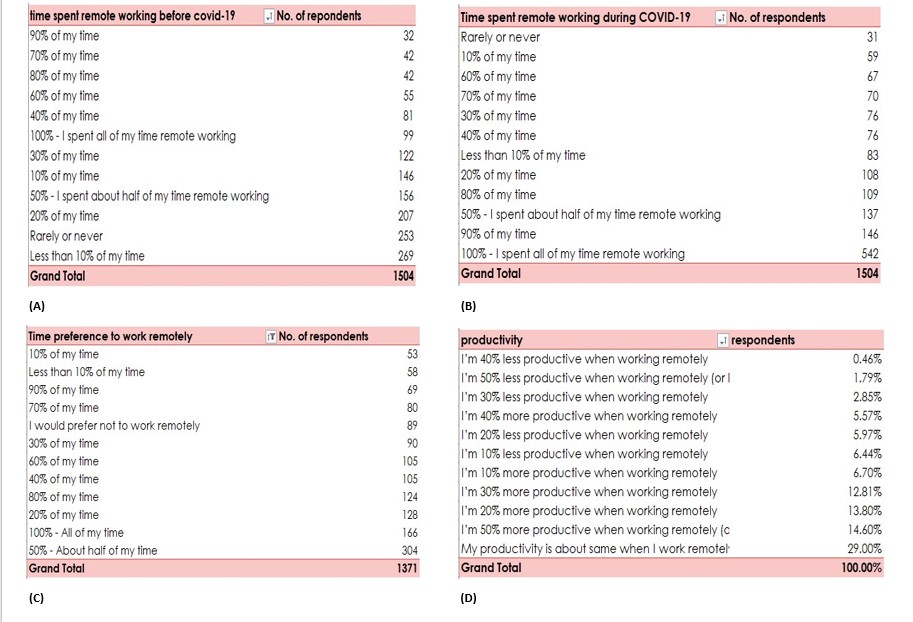 time spent remote working before covid-19 No. of repondents
90% of my time 32
70% of my time 42
80% of my time 42
60% of my time 55
40% of my time 81
100% - I spent all of my time remote working 99
30% of my time 122
10% of my time 146
50% - I spent about half of my time remote working 156
20% of my time 207
Rarely or never 253
Less than 10% of my time 269
Grand Total 1504
(A)
Time spent remote working during COVID-19 No. of respondents
Rarely or never 31
10% of my time 59
60% of my time 67
70% of my time 70
30% of my time 76
40% of my time 76
Less than 10% of my time 83
20% of my time 108
80% of my time 109
50% - I spent about half of my time remote working 137
90% of my time 146
100% - I spent all of my time remote working 542
Grand Total 1504
(B)
Time preference to work remotely No. of respondents
10% of my time 53
Less than 10% of my time 58
90% of my time 69
70% of my time 80
I would prefer not to work remotely 89
30% of my time 90
60% of my time 105
40% of my time 105
80% of my time 124
20% of my time 128
100% - All of my time 166
50% - About half of my time 304
Grand Total 1371
(C)
productivity respondents
I'm 40% less productive when working remotely 0.46%
I'm 50% less productive when working remotely (or l 1.79%
I'm 30% less productive when working remotely 2.85%
I'm 40% more productive when working remotely 5.57%
I'm 20% less productive when working remotely 5.97%
I'm 10% less productive when working remotely 6.44%
I'm 10% more productive when working remotely 6.70%
I'm 30% more productive when working remotely 12.81%
I'm 20% more productive when working remotely 13.80%
I'm 50% more productive when working remotely (c 14.60%
My productivity is about same when I work remotel 29.00%
Grand Total 100.00%
(D)